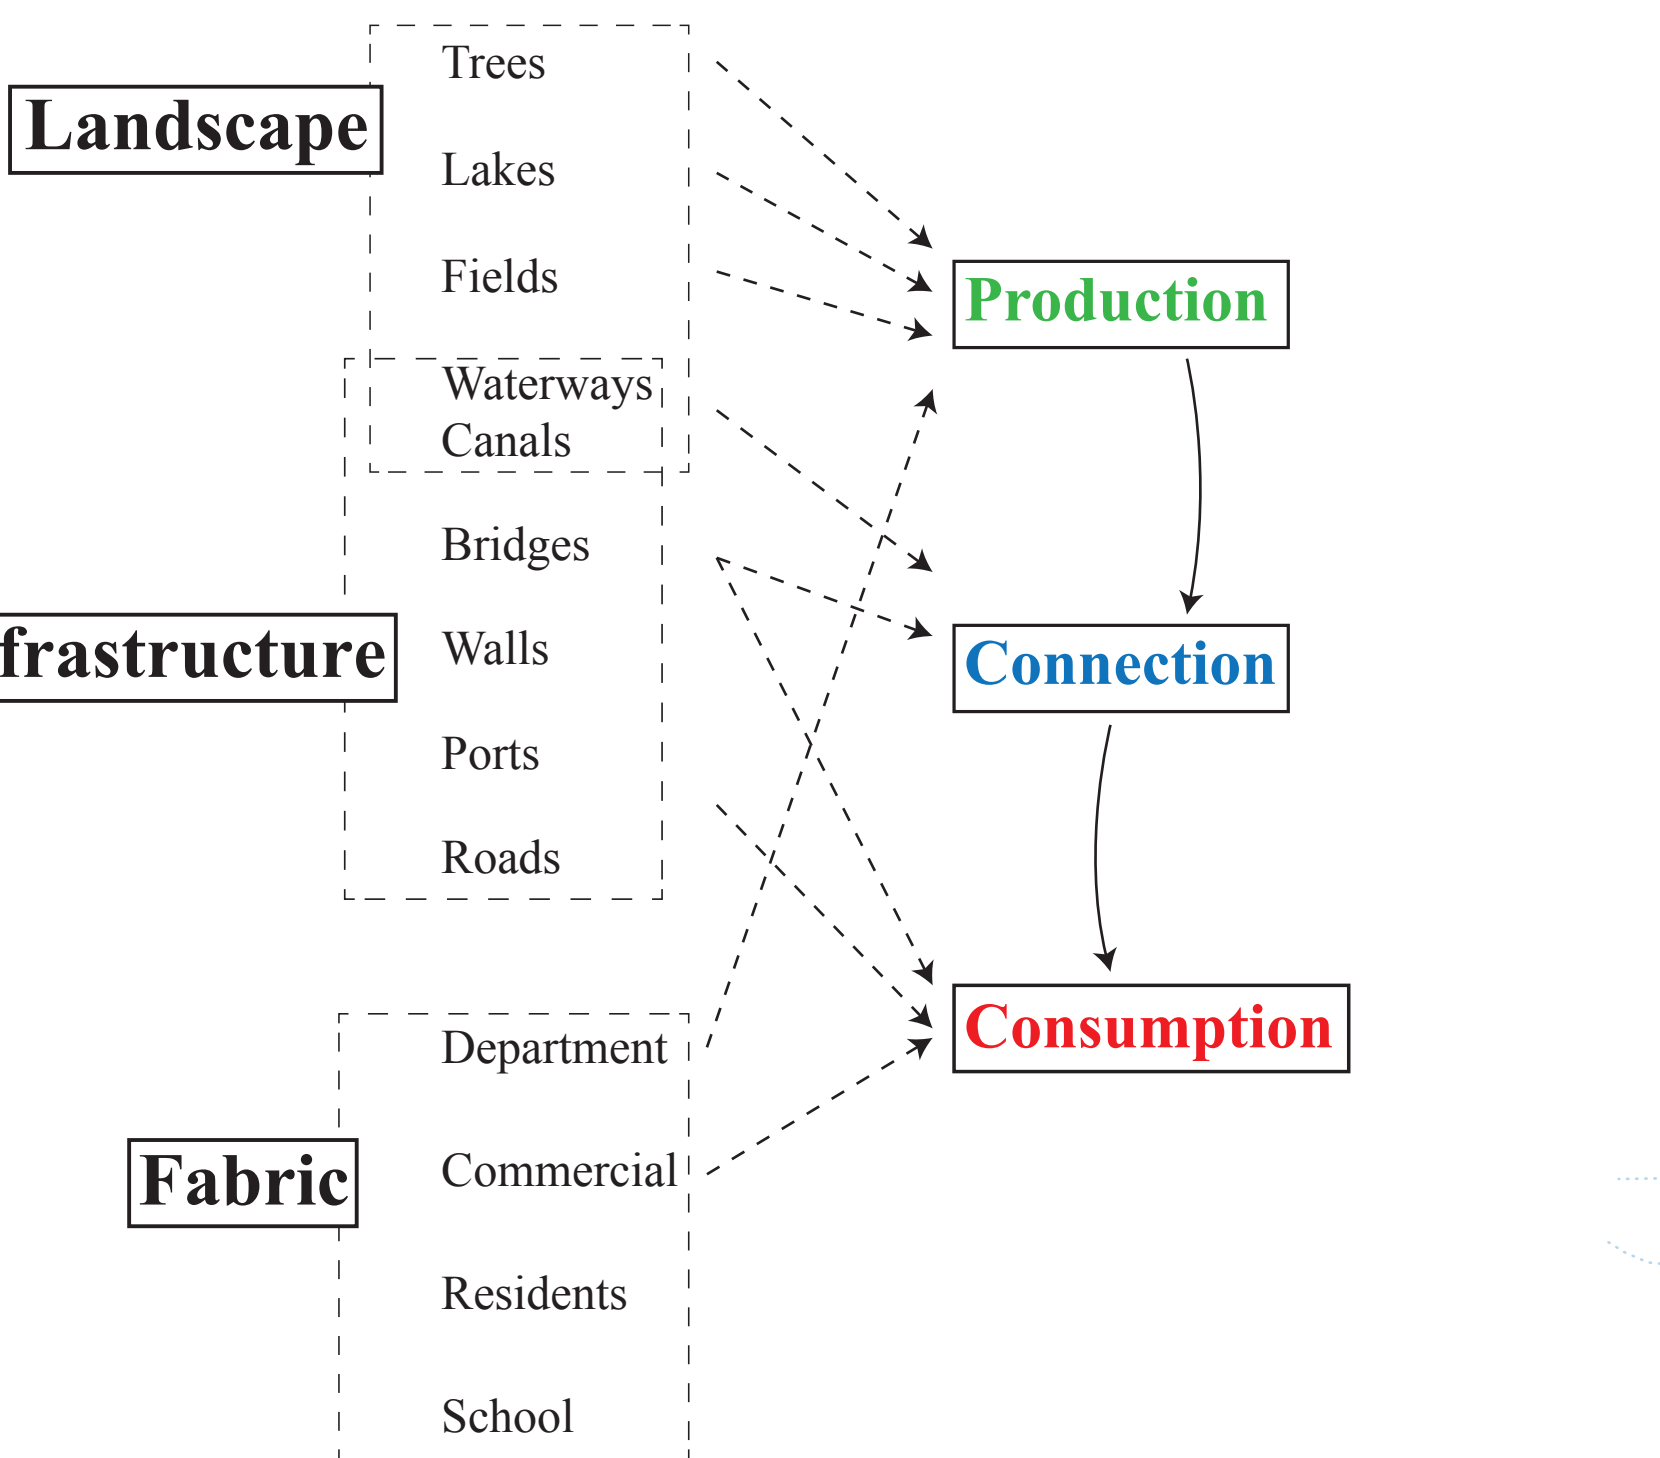 Landscape
Trees
Lakes
Fields
Waterways
Canals
frastructure
Bridges
Walls
Ports
Roads
Fabric
Department
Commercial
Residents
School
Production
Connection
Consumption